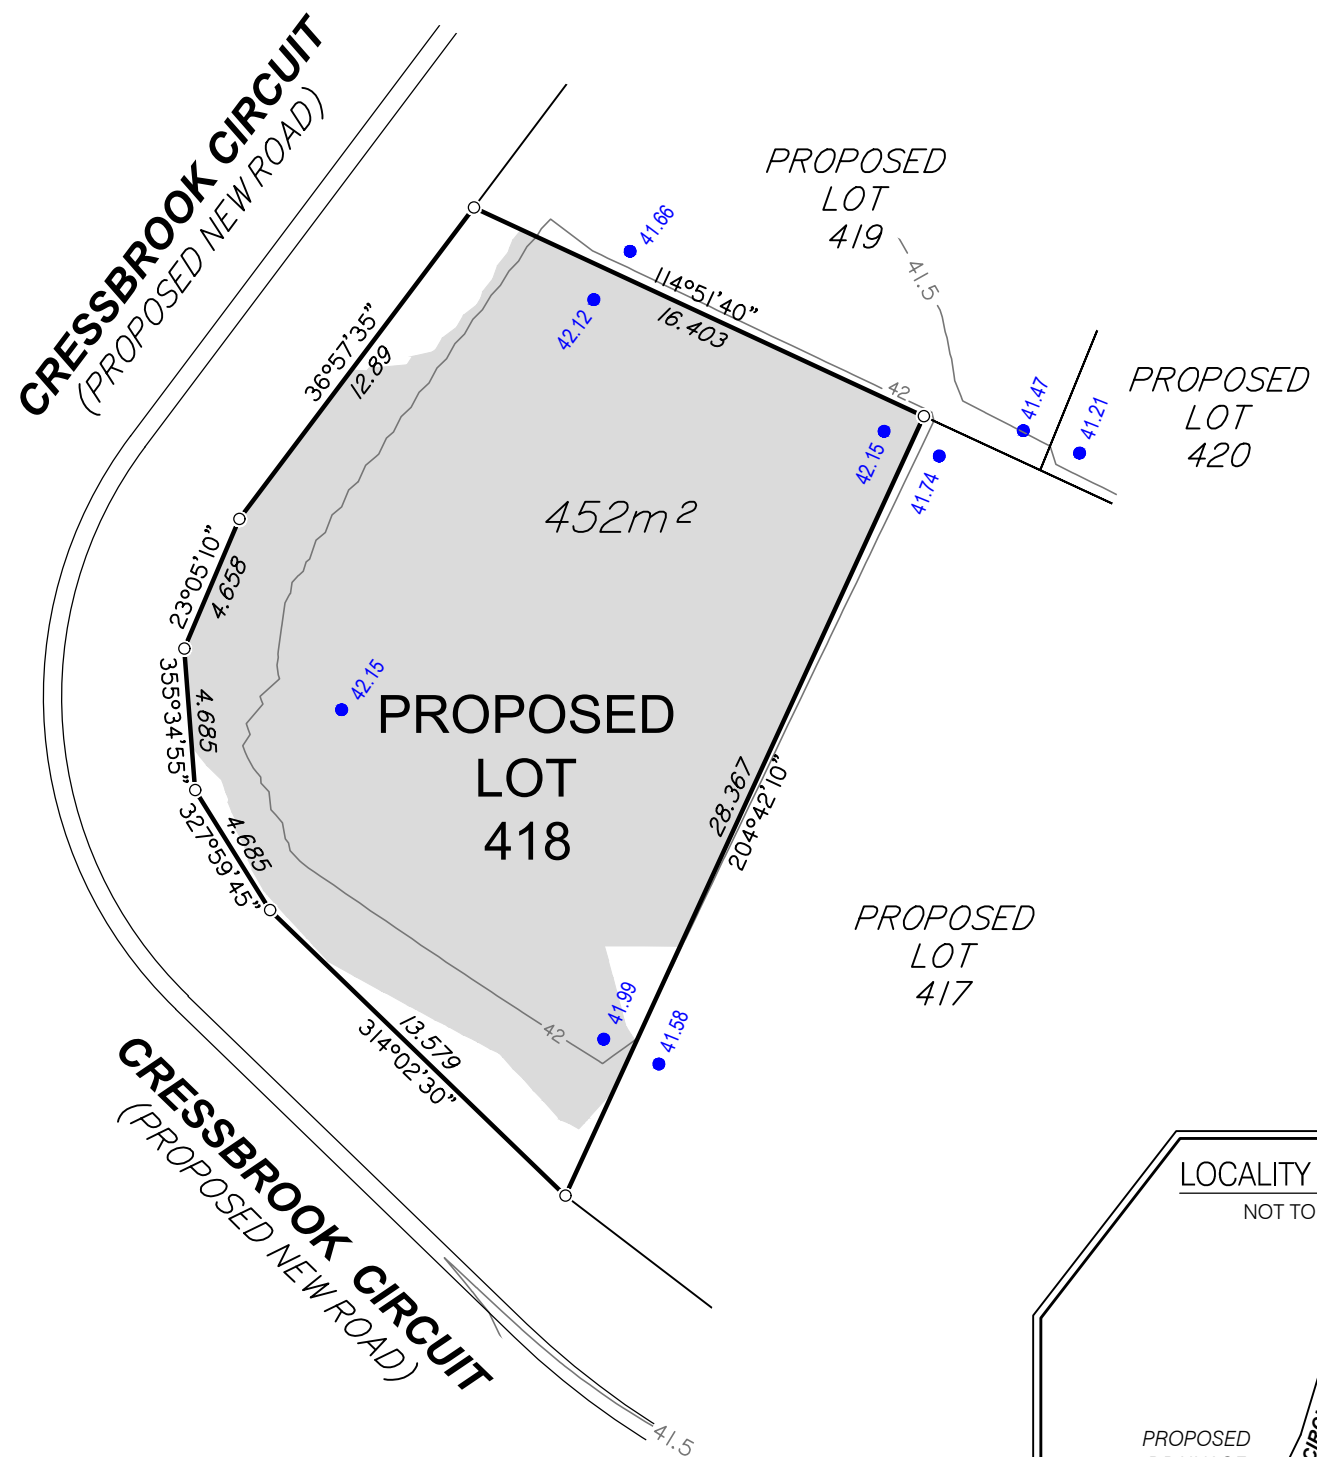 CRESSBROOK CIRCUIT
(PROPOSED NEW ROAD)
PROPOSED
LOT
419
41.66
42.12
114°51'40"
16.403
41.5
36°57'35"
12.89
42
41.47
41.21
PROPOSED
LOT
420
42.15
41.74
452m²
23°05'10"
4.658
355°34'55"
4.685
42.15
PROPOSED
LOT
418
28.367
204°42'10"
327°59'45"
4.685
PROPOSED
LOT
417
41.99
42
41.58
13.579
314°02'30"
CRESSBROOK CIRCUIT
(PROPOSED NEW ROAD)
41.5
LOCALITY
NOT TO
PROPOSED